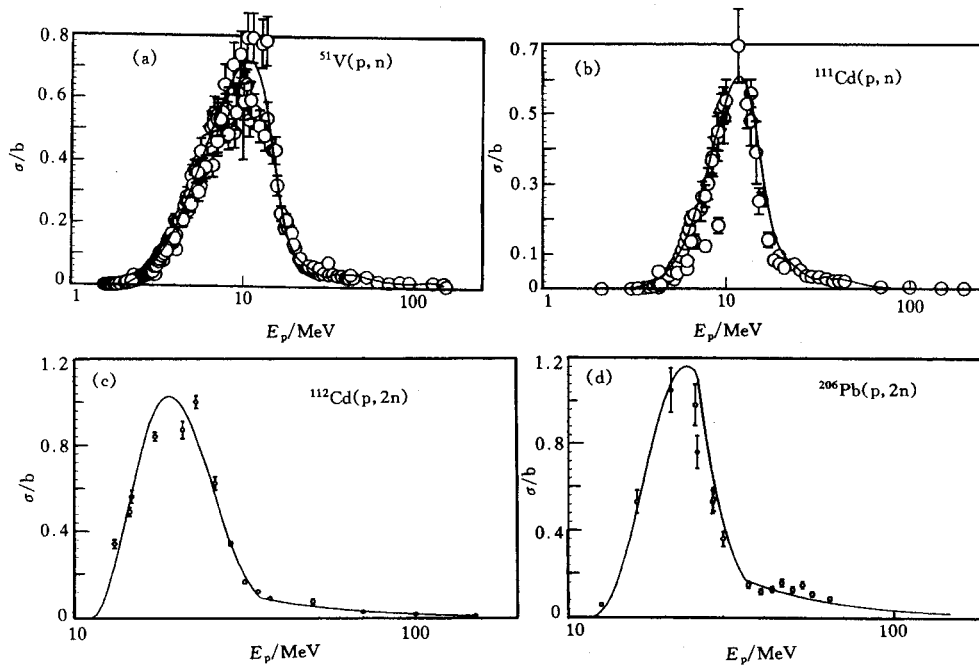 (a)
⁵¹V(p,n)
0.8
0.6
0.4
0.2
0
σ/b
1
10
100
E_p/MeV
(b)
¹¹¹Cd(p,n)
0.7
0.5
0.3
0.1
0
σ/b
1
10
100
E_p/MeV
(c)
¹¹²Cd(p,2n)
1.2
0.8
0.4
0
σ/b
10
100
E_p/MeV
(d)
²⁰⁶Pb(p,2n)
1.2
0.8
0.4
0
σ/b
10
100
E_p/MeV